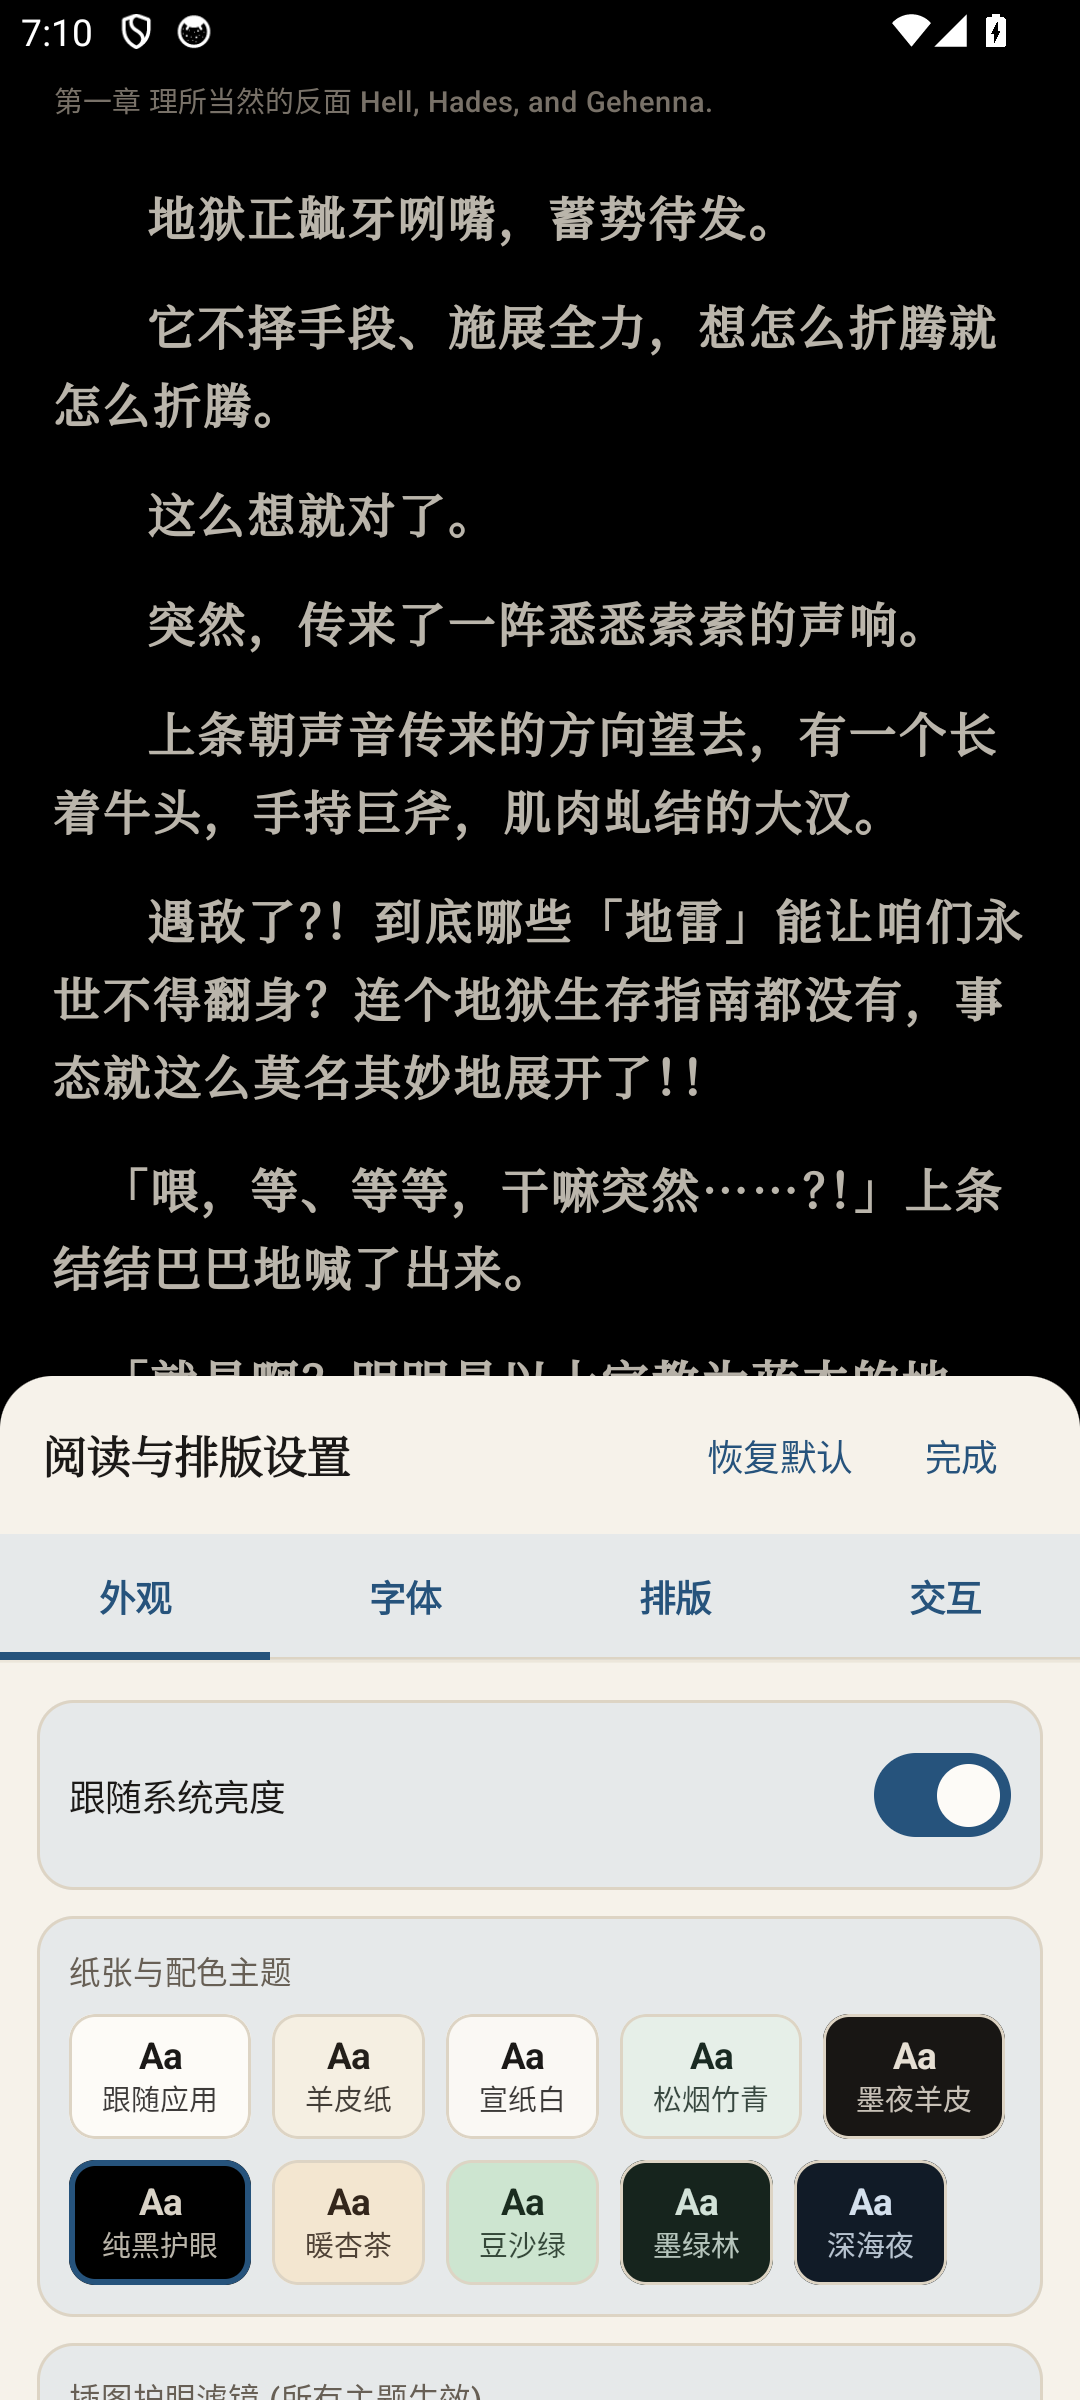 7:10
第一章 理所当然的反面 Hell, Hades, and Gehenna.
地狱正龇牙咧嘴，蓄势待发。
它不择手段、施展全力，想怎么折腾就
怎么折腾。
这么想就对了。
突然，传来了一阵悉悉索索的声响。
上条朝声音传来的方向望去，有一个长
着牛头，手持巨斧，肌肉虬结的大汉。
遇敌了?！到底哪些「地雷」能让咱们永
世不得翻身？连个地狱生存指南都没有，事
态就这么莫名其妙地展开了！！
「喂，等、等等，干嘛突然……?！」上条
结结巴巴地喊了出来。
阅读与排版设置
恢复默认
完成
外观
字体
排版
交互
跟随系统亮度
纸张与配色主题
Aa
跟随应用
Aa
羊皮纸
Aa
宣纸白
Aa
松烟竹青
Aa
墨夜羊皮
Aa
纯黑护眼
Aa
暖杏茶
Aa
豆沙绿
Aa
墨绿林
Aa
深海夜
插图护眼滤镜 (所有主题生效)